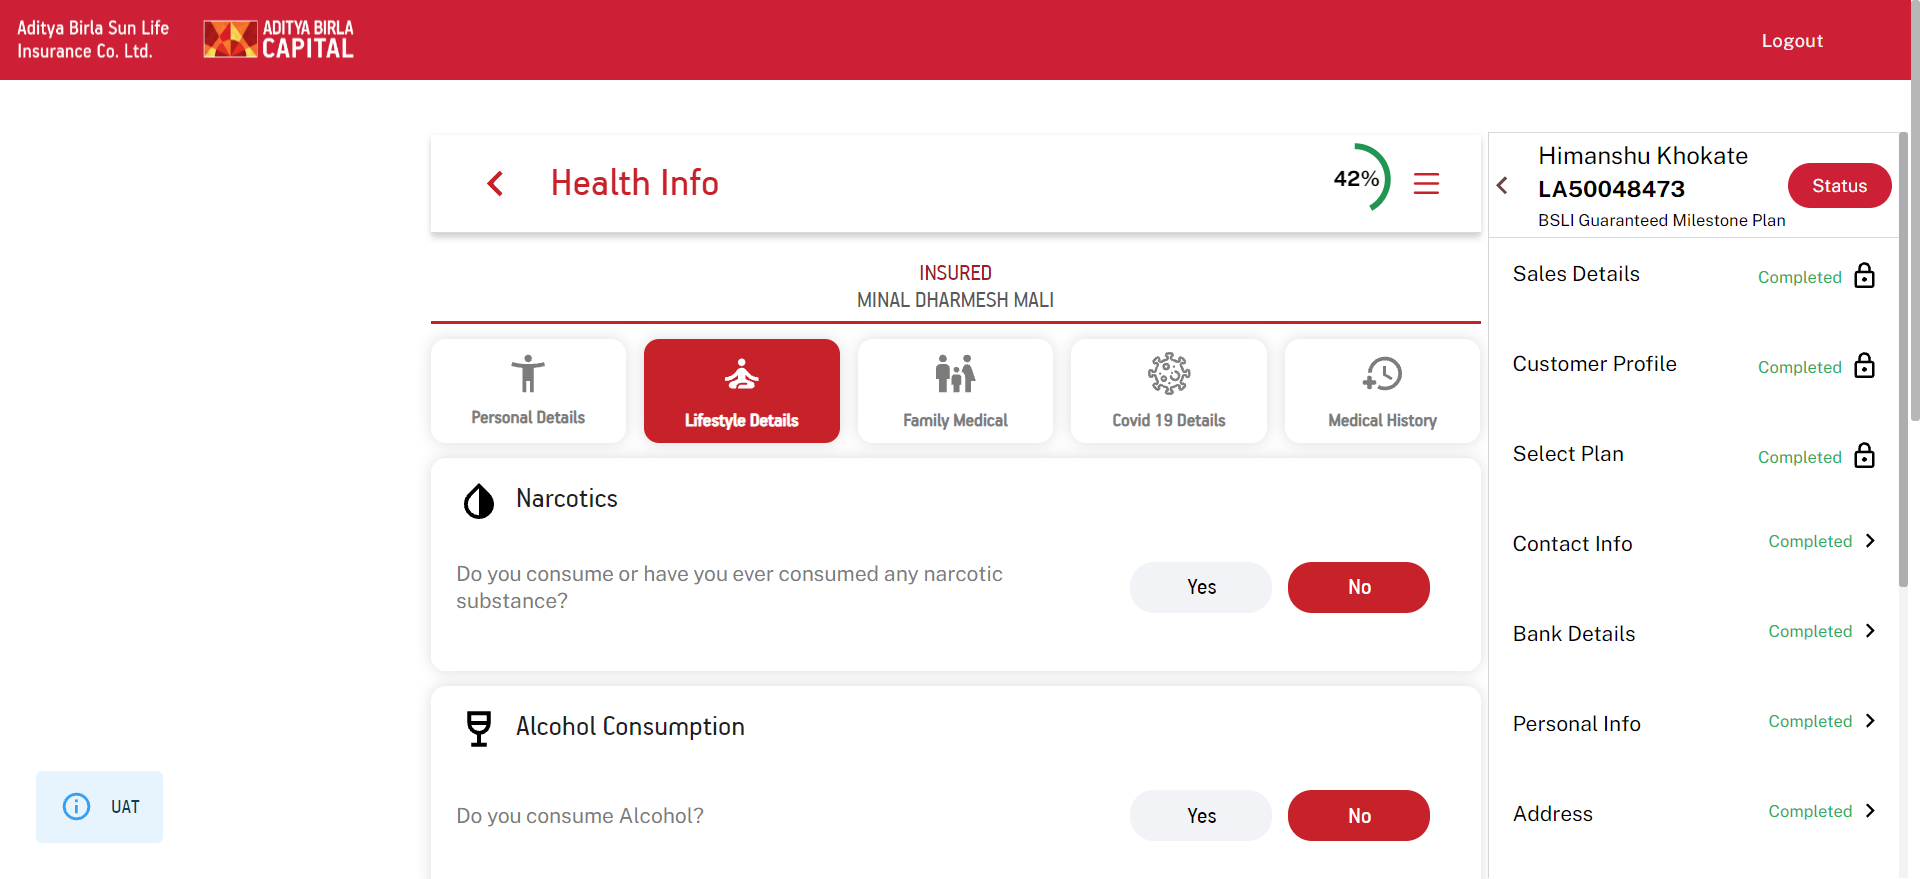 Aditya Birla Sun Life
Insurance Co. Ltd.
ADITYA BIRLA
CAPITAL
Logout
Health Info
42%
INSURED
MINAL DHARMESH MALI
Personal Details
Lifestyle Details
Family Medical
Covid 19 Details
Medical History
Narcotics
Do you consume or have you ever consumed any narcotic
substance?
Yes
No
Alcohol Consumption
Do you consume Alcohol?
Yes
No
UAT
Himanshu Khokate
LA50048473
BSLI Guaranteed Milestone Plan
Status
Sales Details
Completed
Customer Profile
Completed
Select Plan
Completed
Contact Info
Completed
Bank Details
Completed
Personal Info
Completed
Address
Completed